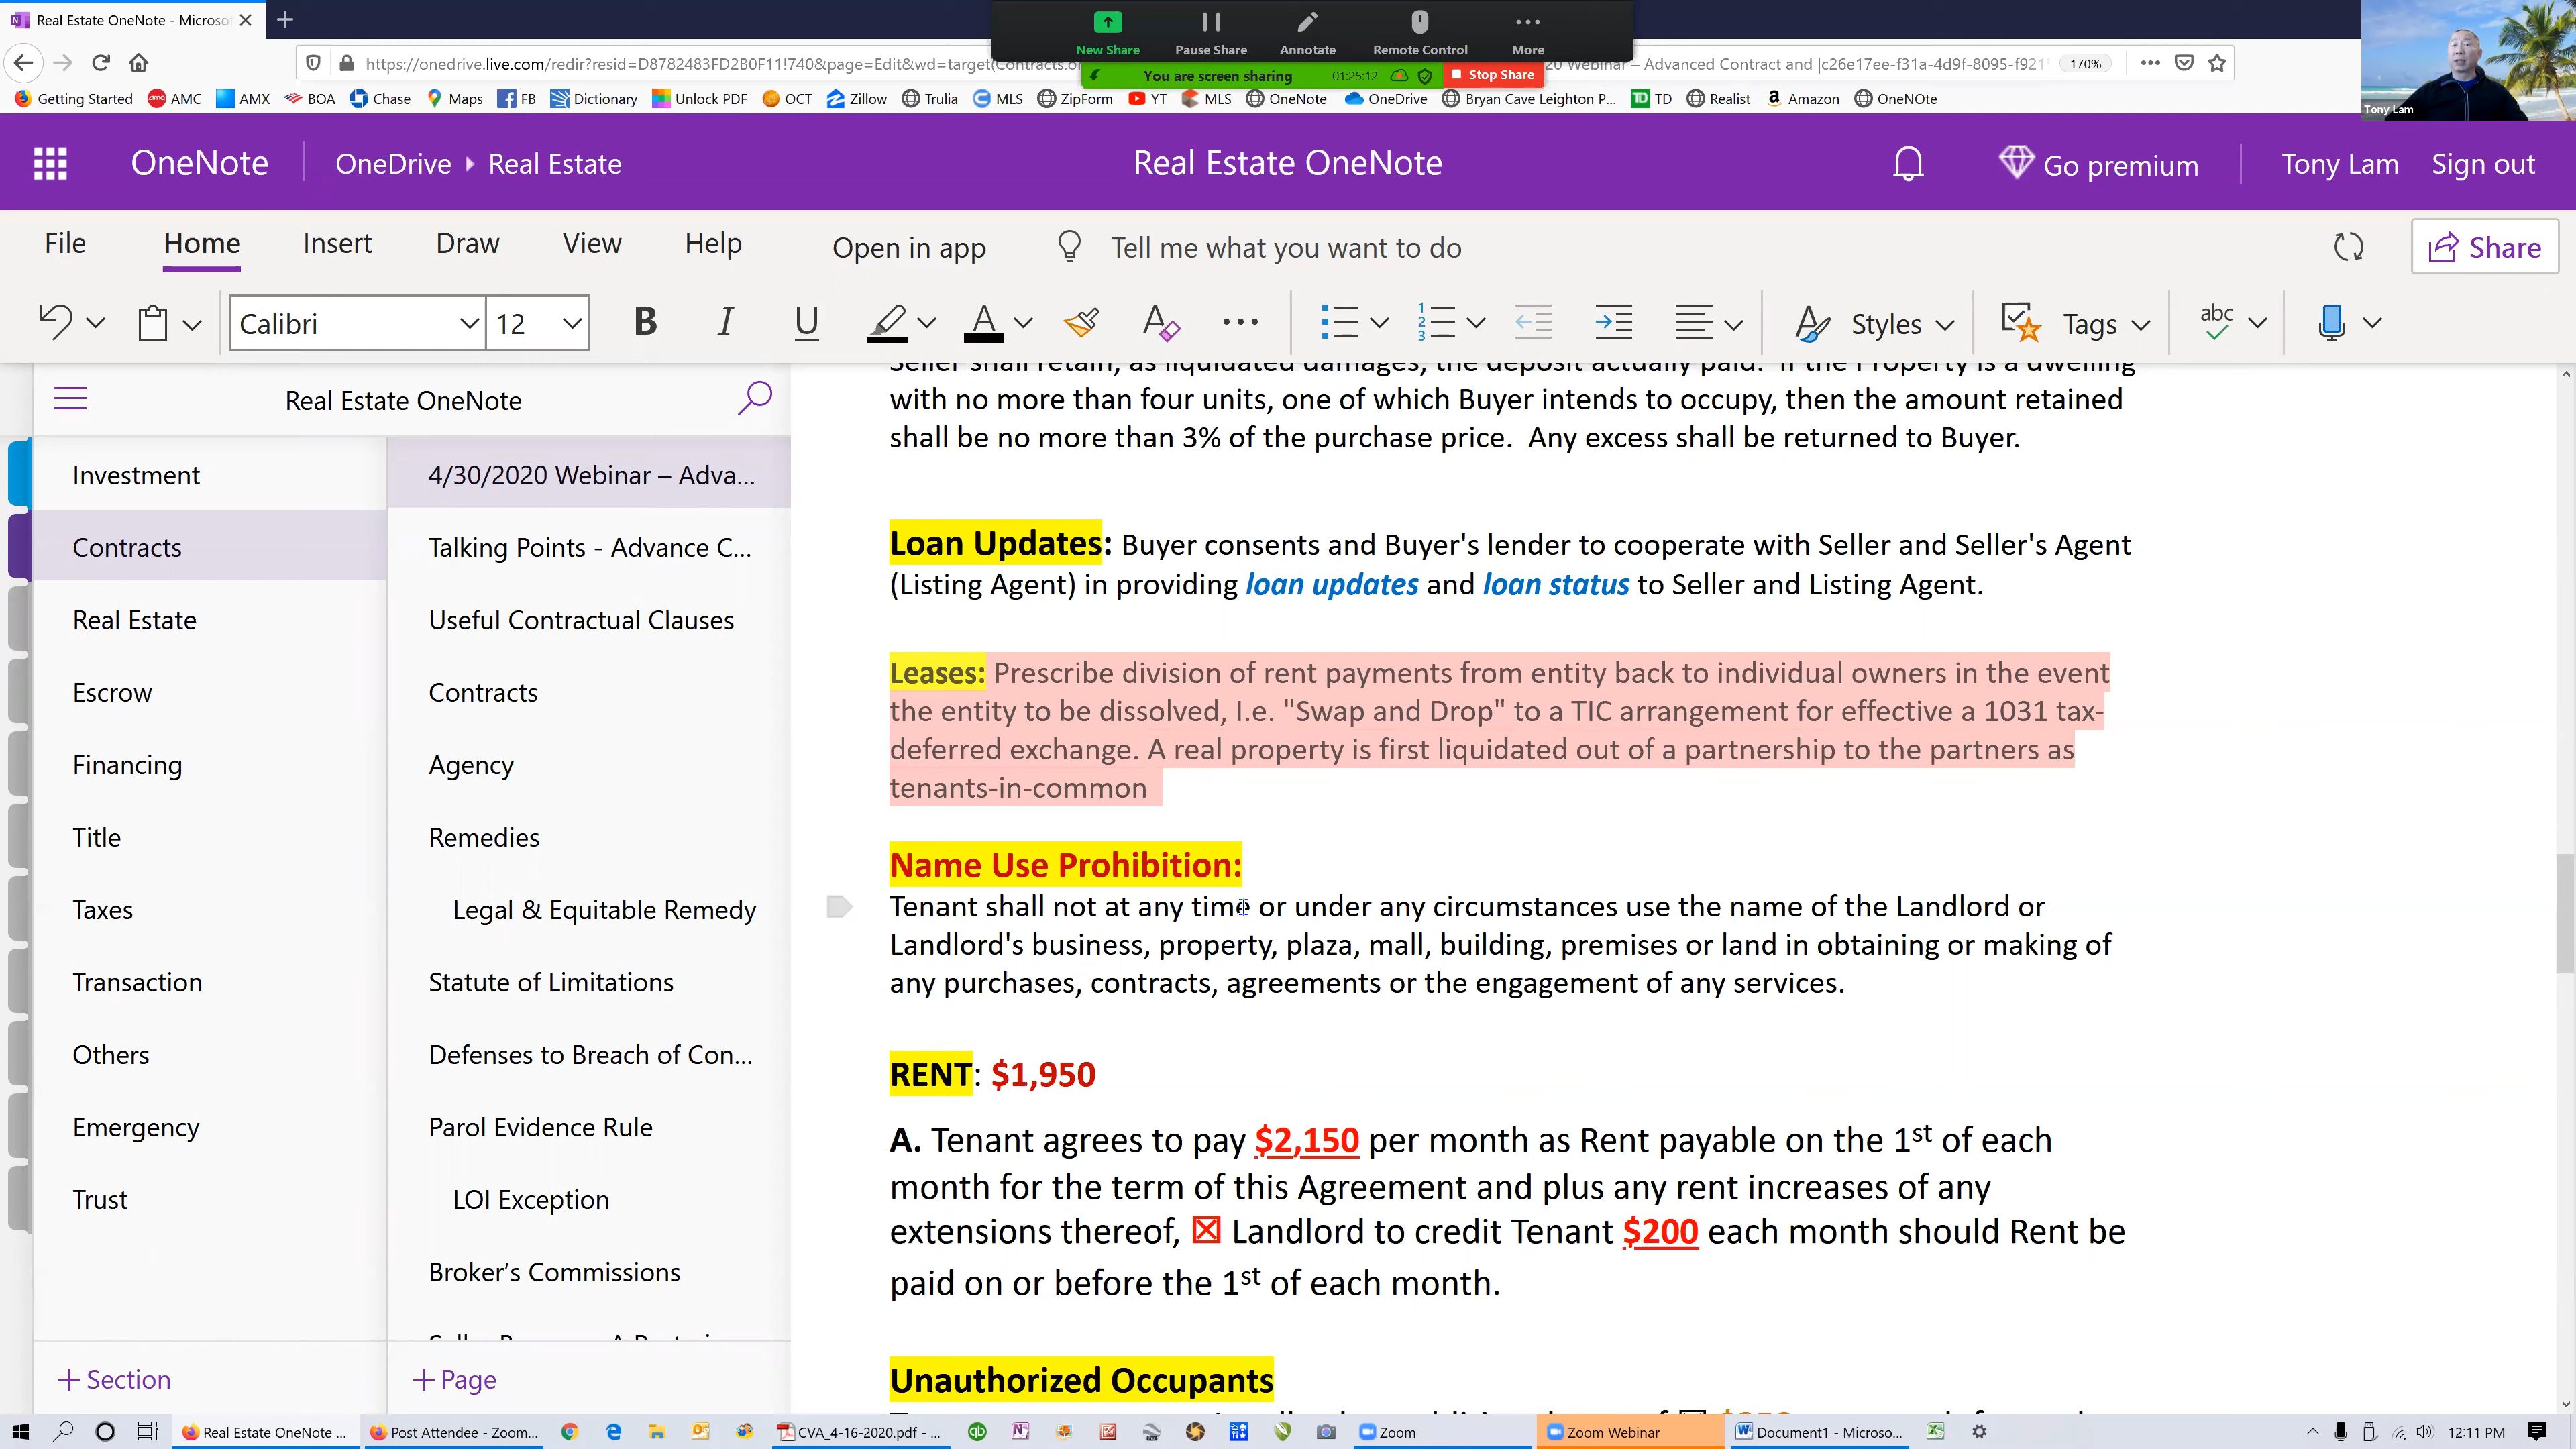 Real Estate OneNote - Microso
New Share
Pause Share
Annotate
Remote Control
More
https://onedrive.live.com/redir?resid=D8782483FD2B0F11!740&page=Edit&wd=target(Contracts.o
20 Webinar – Advanced Contract and |c26e17ee-f31a-4d9f-8095-f921
170%
You are screen sharing
01:25:12
Stop Share
Getting Started
AMC
AMX
BOA
Chase
Maps
FB
Dictionary
Unlock PDF
OCT
Zillow
Trulia
MLS
ZipForm
YT
MLS
OneNote
OneDrive
Bryan Cave Leighton P...
TD
Realist
Amazon
OneNOte
Tony Lam
OneNote
OneDrive
Real Estate
Real Estate OneNote
Go premium
Tony Lam
Sign out
File
Home
Insert
Draw
View
Help
Open in app
Tell me what you want to do
Share
Calibri
12
B
I
U
A
Styles
Tags
abc
Real Estate OneNote
Investment
Contracts
Real Estate
Escrow
Financing
Title
Taxes
Transaction
Others
Emergency
Trust
+ Section
4/30/2020 Webinar – Adva...
Talking Points - Advance C...
Useful Contractual Clauses
Contracts
Agency
Remedies
Legal & Equitable Remedy
Statute of Limitations
Defenses to Breach of Con...
Parol Evidence Rule
LOI Exception
Broker's Commissions
+ Page
Seller shall retain, as liquidated damages, the deposit actually paid. If the Property is a dwelling
with no more than four units, one of which Buyer intends to occupy, then the amount retained
shall be no more than 3% of the purchase price. Any excess shall be returned to Buyer.
Loan Updates: Buyer consents and Buyer's lender to cooperate with Seller and Seller's Agent
(Listing Agent) in providing loan updates and loan status to Seller and Listing Agent.
Leases: Prescribe division of rent payments from entity back to individual owners in the event
the entity to be dissolved, I.e. "Swap and Drop" to a TIC arrangement for effective a 1031 tax-
deferred exchange. A real property is first liquidated out of a partnership to the partners as
tenants-in-common
Name Use Prohibition:
Tenant shall not at any time or under any circumstances use the name of the Landlord or
Landlord's business, property, plaza, mall, building, premises or land in obtaining or making of
any purchases, contracts, agreements or the engagement of any services.
RENT: $1,950
A. Tenant agrees to pay $2,150 per month as Rent payable on the 1st of each
month for the term of this Agreement and plus any rent increases of any
extensions thereof, ☒ Landlord to credit Tenant $200 each month should Rent be
paid on or before the 1st of each month.
Unauthorized Occupants
Real Estate OneNote ...
Post Attendee - Zoom...
CVA_4-16-2020.pdf - ...
Zoom
Zoom Webinar
Document1 - Microso...
12:11 PM